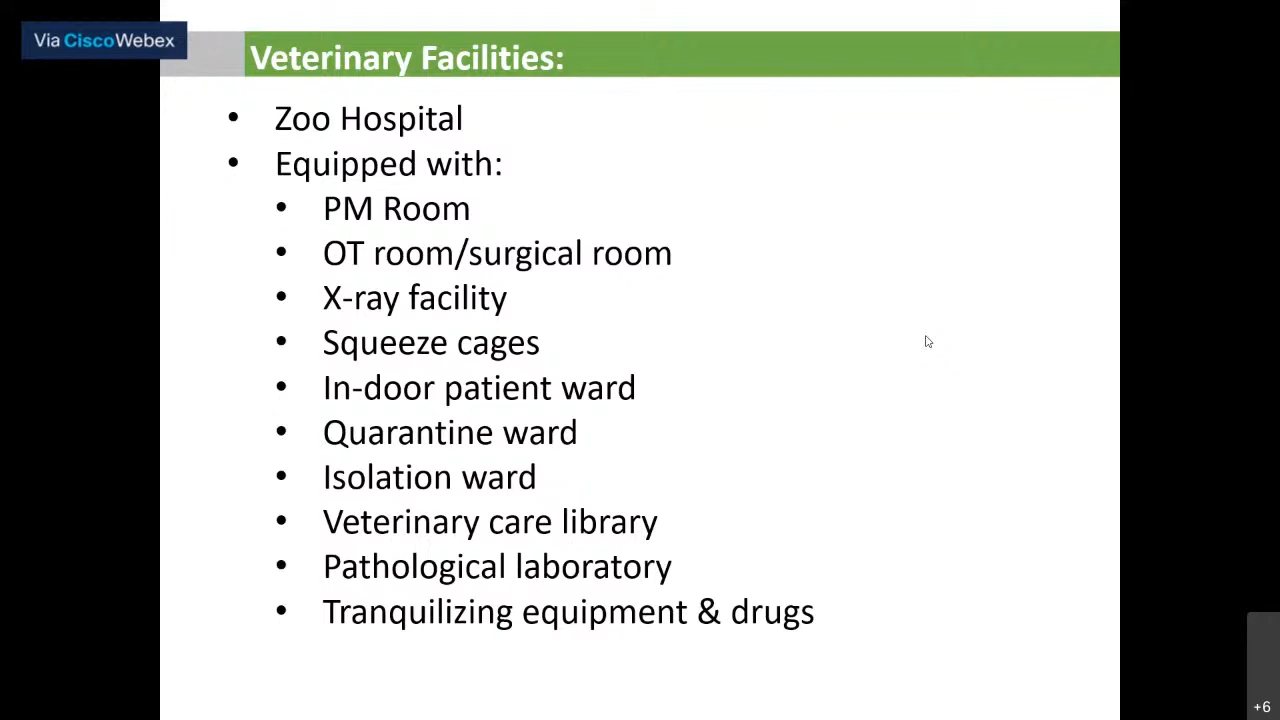 Via CiscoWebex
Veterinary Facilities:
• Zoo Hospital
• Equipped with:
• PM Room
• OT room/surgical room
• X-ray facility
• Squeeze cages
• In-door patient ward
• Quarantine ward
• Isolation ward
• Veterinary care library
• Pathological laboratory
• Tranquilizing equipment & drugs
+6